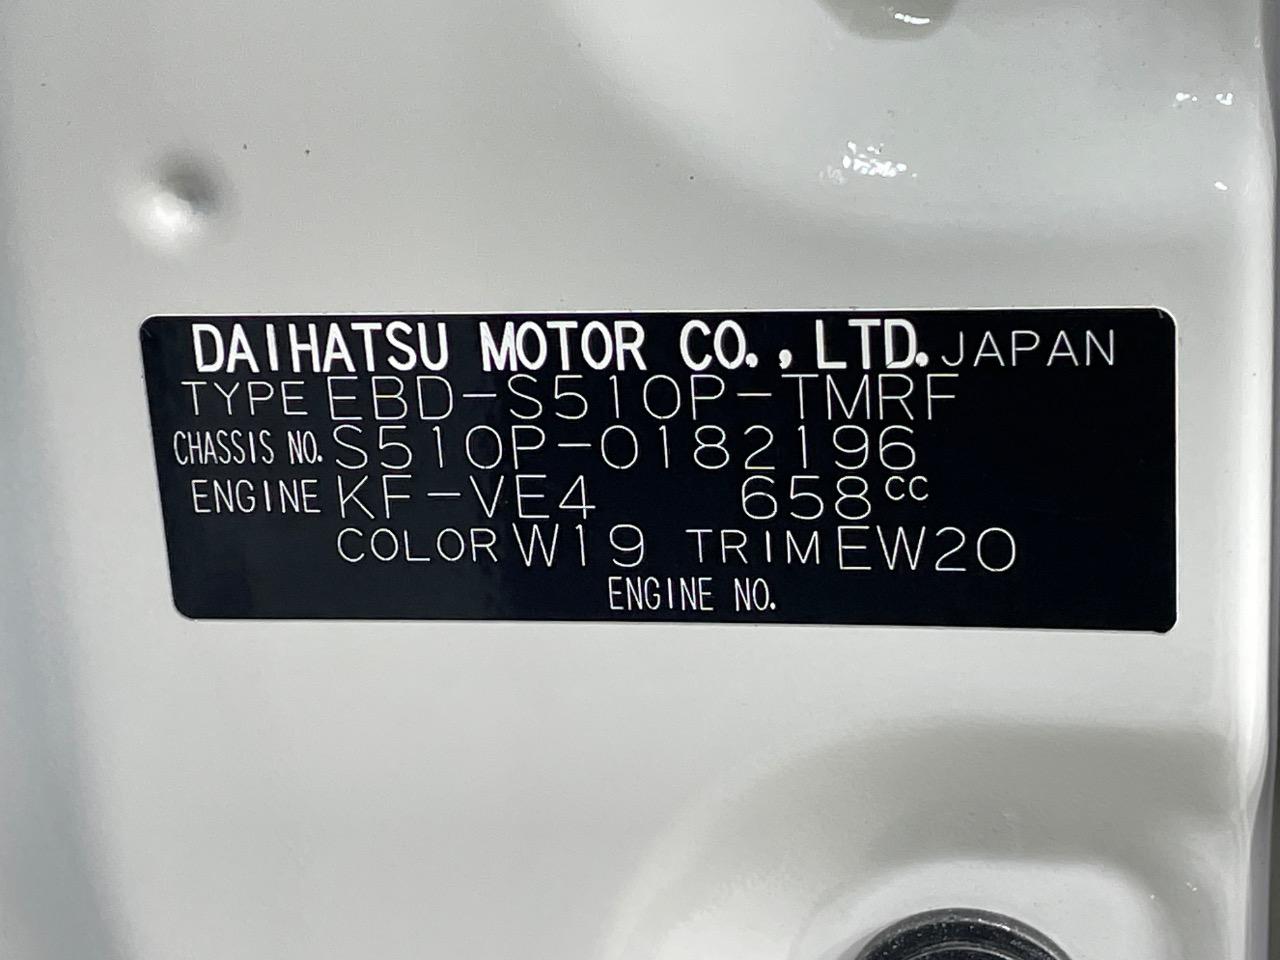 DAIHATSU MOTOR CO., LTD. JAPAN
TYPE EBD-S510P-TMRF
CHASSIS NO. S510P-0182196
ENGINE KF-VE4 658cc
COLOR W19 TRIM EW20
ENGINE NO.